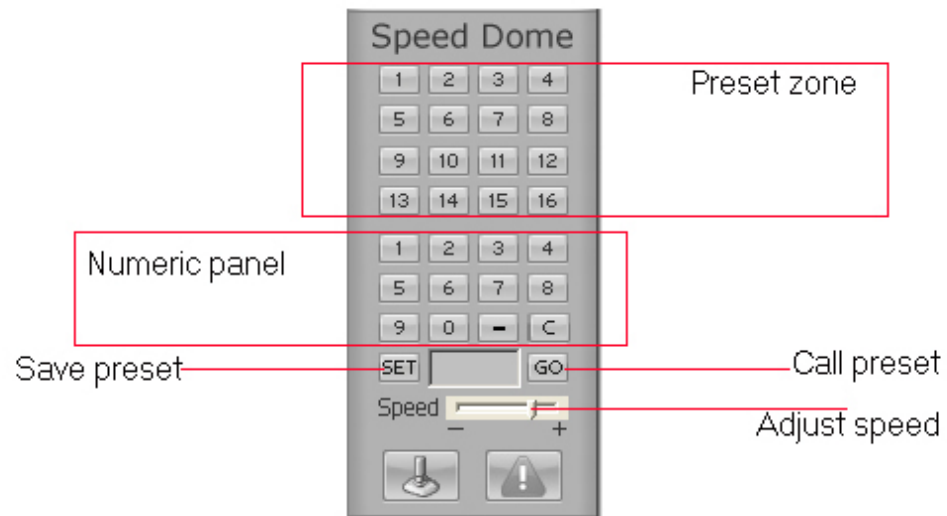 Speed Dome
1 2 3 4 Preset zone
5 6 7 8
9 10 11 12
13 14 15 16
1 2 3 4
Numeric panel
5 6 7 8
9 0 - C
Save preset SET GO Call preset
Speed
- +
Adjust speed